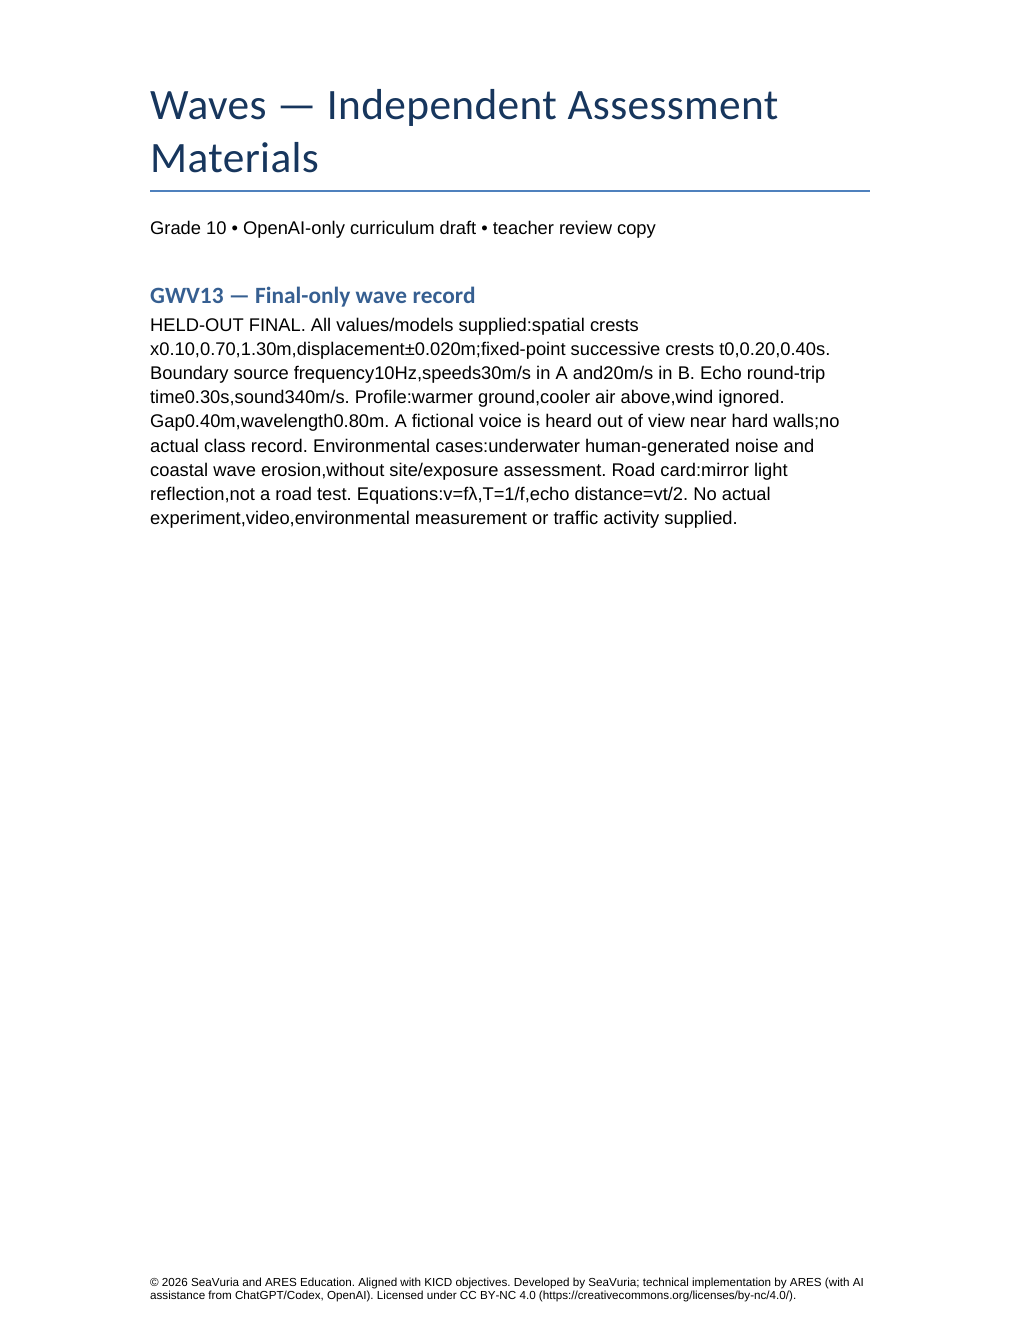 Waves — Independent Assessment
Materials
Grade 10 • OpenAI-only curriculum draft • teacher review copy
GWV13 — Final-only wave record
HELD-OUT FINAL. All values/models supplied:spatial crests
x0.10,0.70,1.30m,displacement±0.020m;fixed-point successive crests t0,0.20,0.40s.
Boundary source frequency10Hz,speeds30m/s in A and20m/s in B. Echo round-trip
time0.30s,sound340m/s. Profile:warmer ground,cooler air above,wind ignored.
Gap0.40m,wavelength0.80m. A fictional voice is heard out of view near hard walls;no
actual class record. Environmental cases:underwater human-generated noise and
coastal wave erosion,without site/exposure assessment. Road card:mirror light
reflection,not a road test. Equations:v=fλ,T=1/f,echo distance=vt/2. No actual
experiment,video,environmental measurement or traffic activity supplied.
© 2026 SeaVuria and ARES Education. Aligned with KICD objectives. Developed by SeaVuria; technical implementation by ARES (with AI
assistance from ChatGPT/Codex, OpenAI). Licensed under CC BY-NC 4.0 (https://creativecommons.org/licenses/by-nc/4.0/).